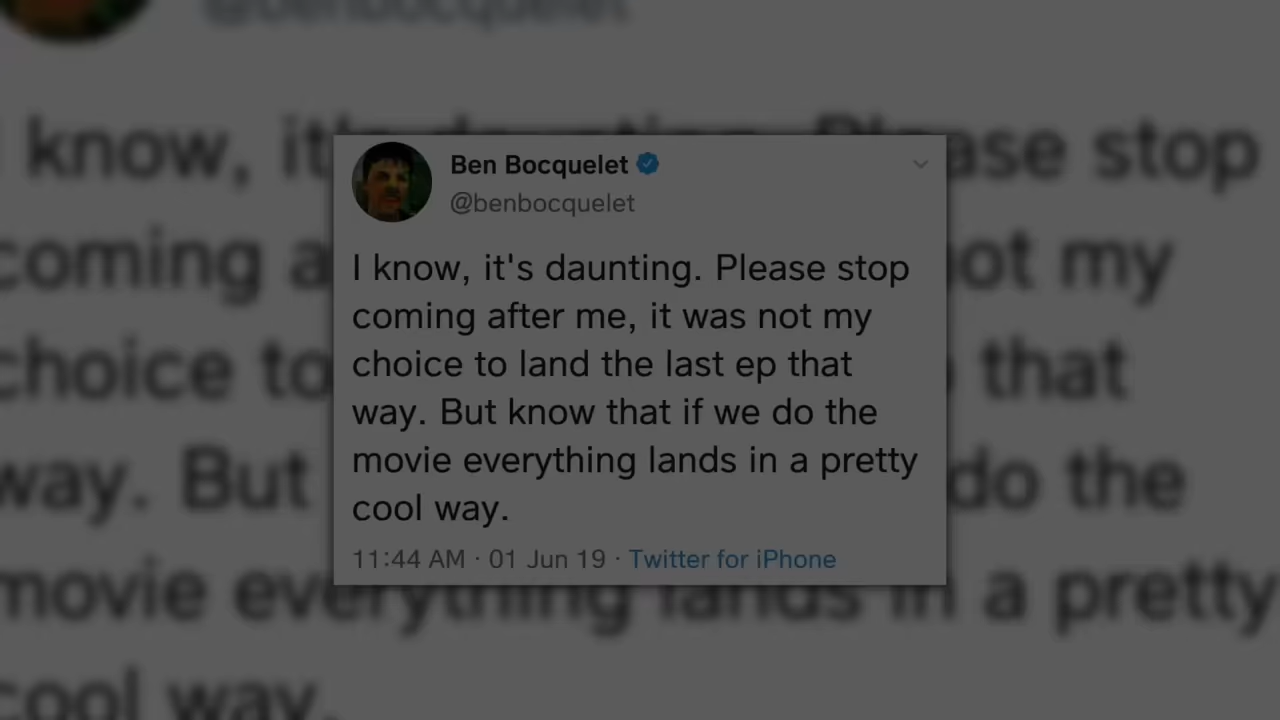 Ben Bocquelet
@benbocquelet
I know, it's daunting. Please stop
coming after me, it was not my
choice to land the last ep that
way. But know that if we do the
movie everything lands in a pretty
cool way.
11:44 AM · 01 Jun 19 · Twitter for iPhone